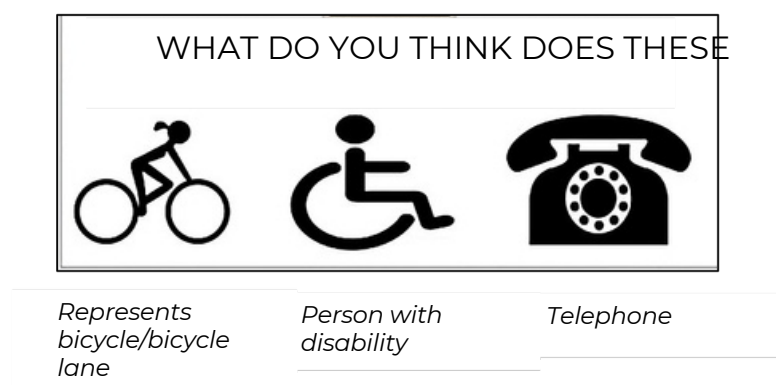 WHAT DO YOU THINK DOES THESE
Represents
bicycle/bicycle
lane
Person with
disability
Telephone